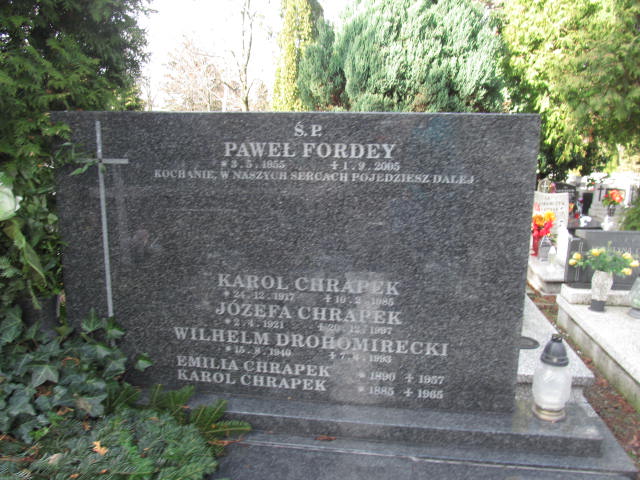 Ś. P.
PAWEŁ FORDEY
* 3 . 5 . 1955 + 1 . 9 . 2005
KOCHANIE, W NASZYCH SERCACH POJEDZIESZ DALEJ
KAROL CHRAPEK
* 24 . 12 . 1917 + 10 . 2 . 1985
JÓZEFA CHRAPEK
* 2 . 4 . 1921 + 20 . 12 . 1997
WILHELM DROHOMIRECKI
* 15 . 8 . 1940 + 7 . 4 . 1993
EMILIA CHRAPEK * 1890 + 1957
KAROL CHRAPEK * 1885 + 1965